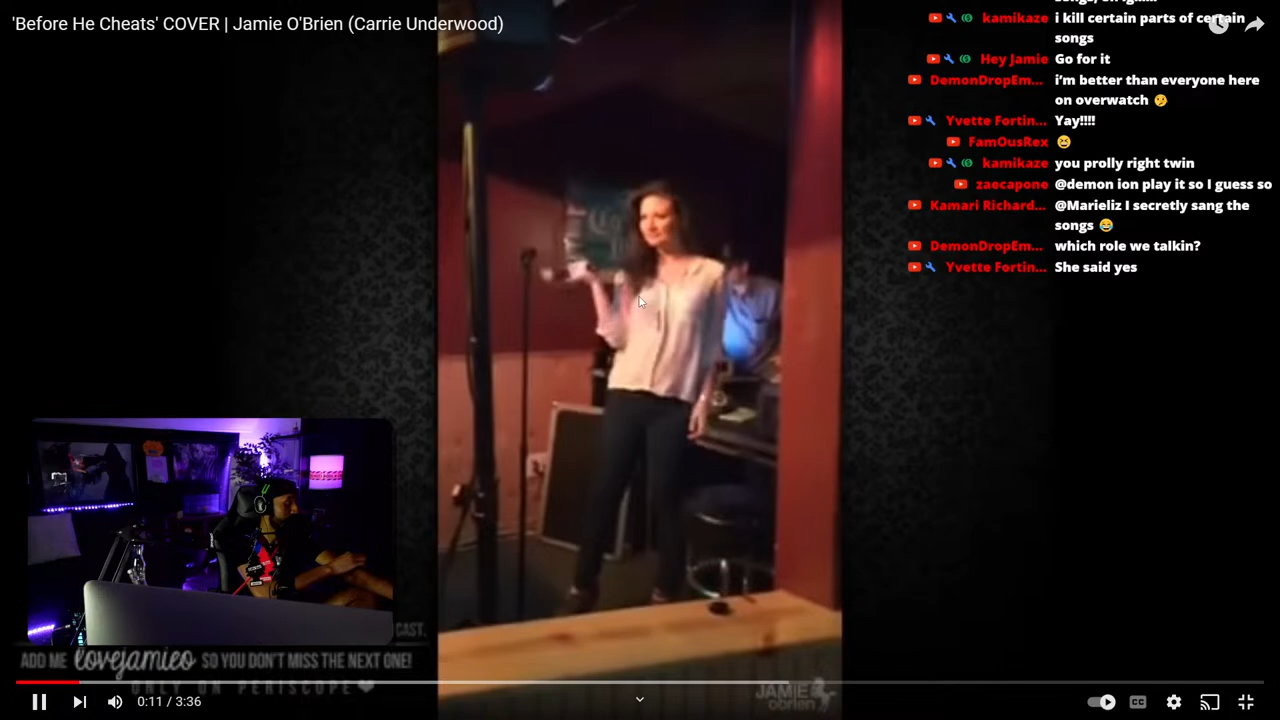 'Before He Cheats' COVER | Jamie O'Brien (Carrie Underwood)
kamikaze i kill certain parts of certain
songs
Hey Jamie Go for it
DemonDropEm... i'm better than everyone here
on overwatch 🤥
Yvette Fortin... Yay!!!!
FamOusRex 😆
kamikaze you prolly right twin
zaecapone @demon ion play it so I guess so
Kamari Richard... @Marieliz I secretly sang the
songs 😂
DemonDropEm... which role we talkin?
Yvette Fortin... She said yes
CAST.
ADD ME lovejamieo SO YOU DON'T MISS THE NEXT ONE!
ONLY ON PERISCOPE
JAMIE
obrien
0:11 / 3:36
CC